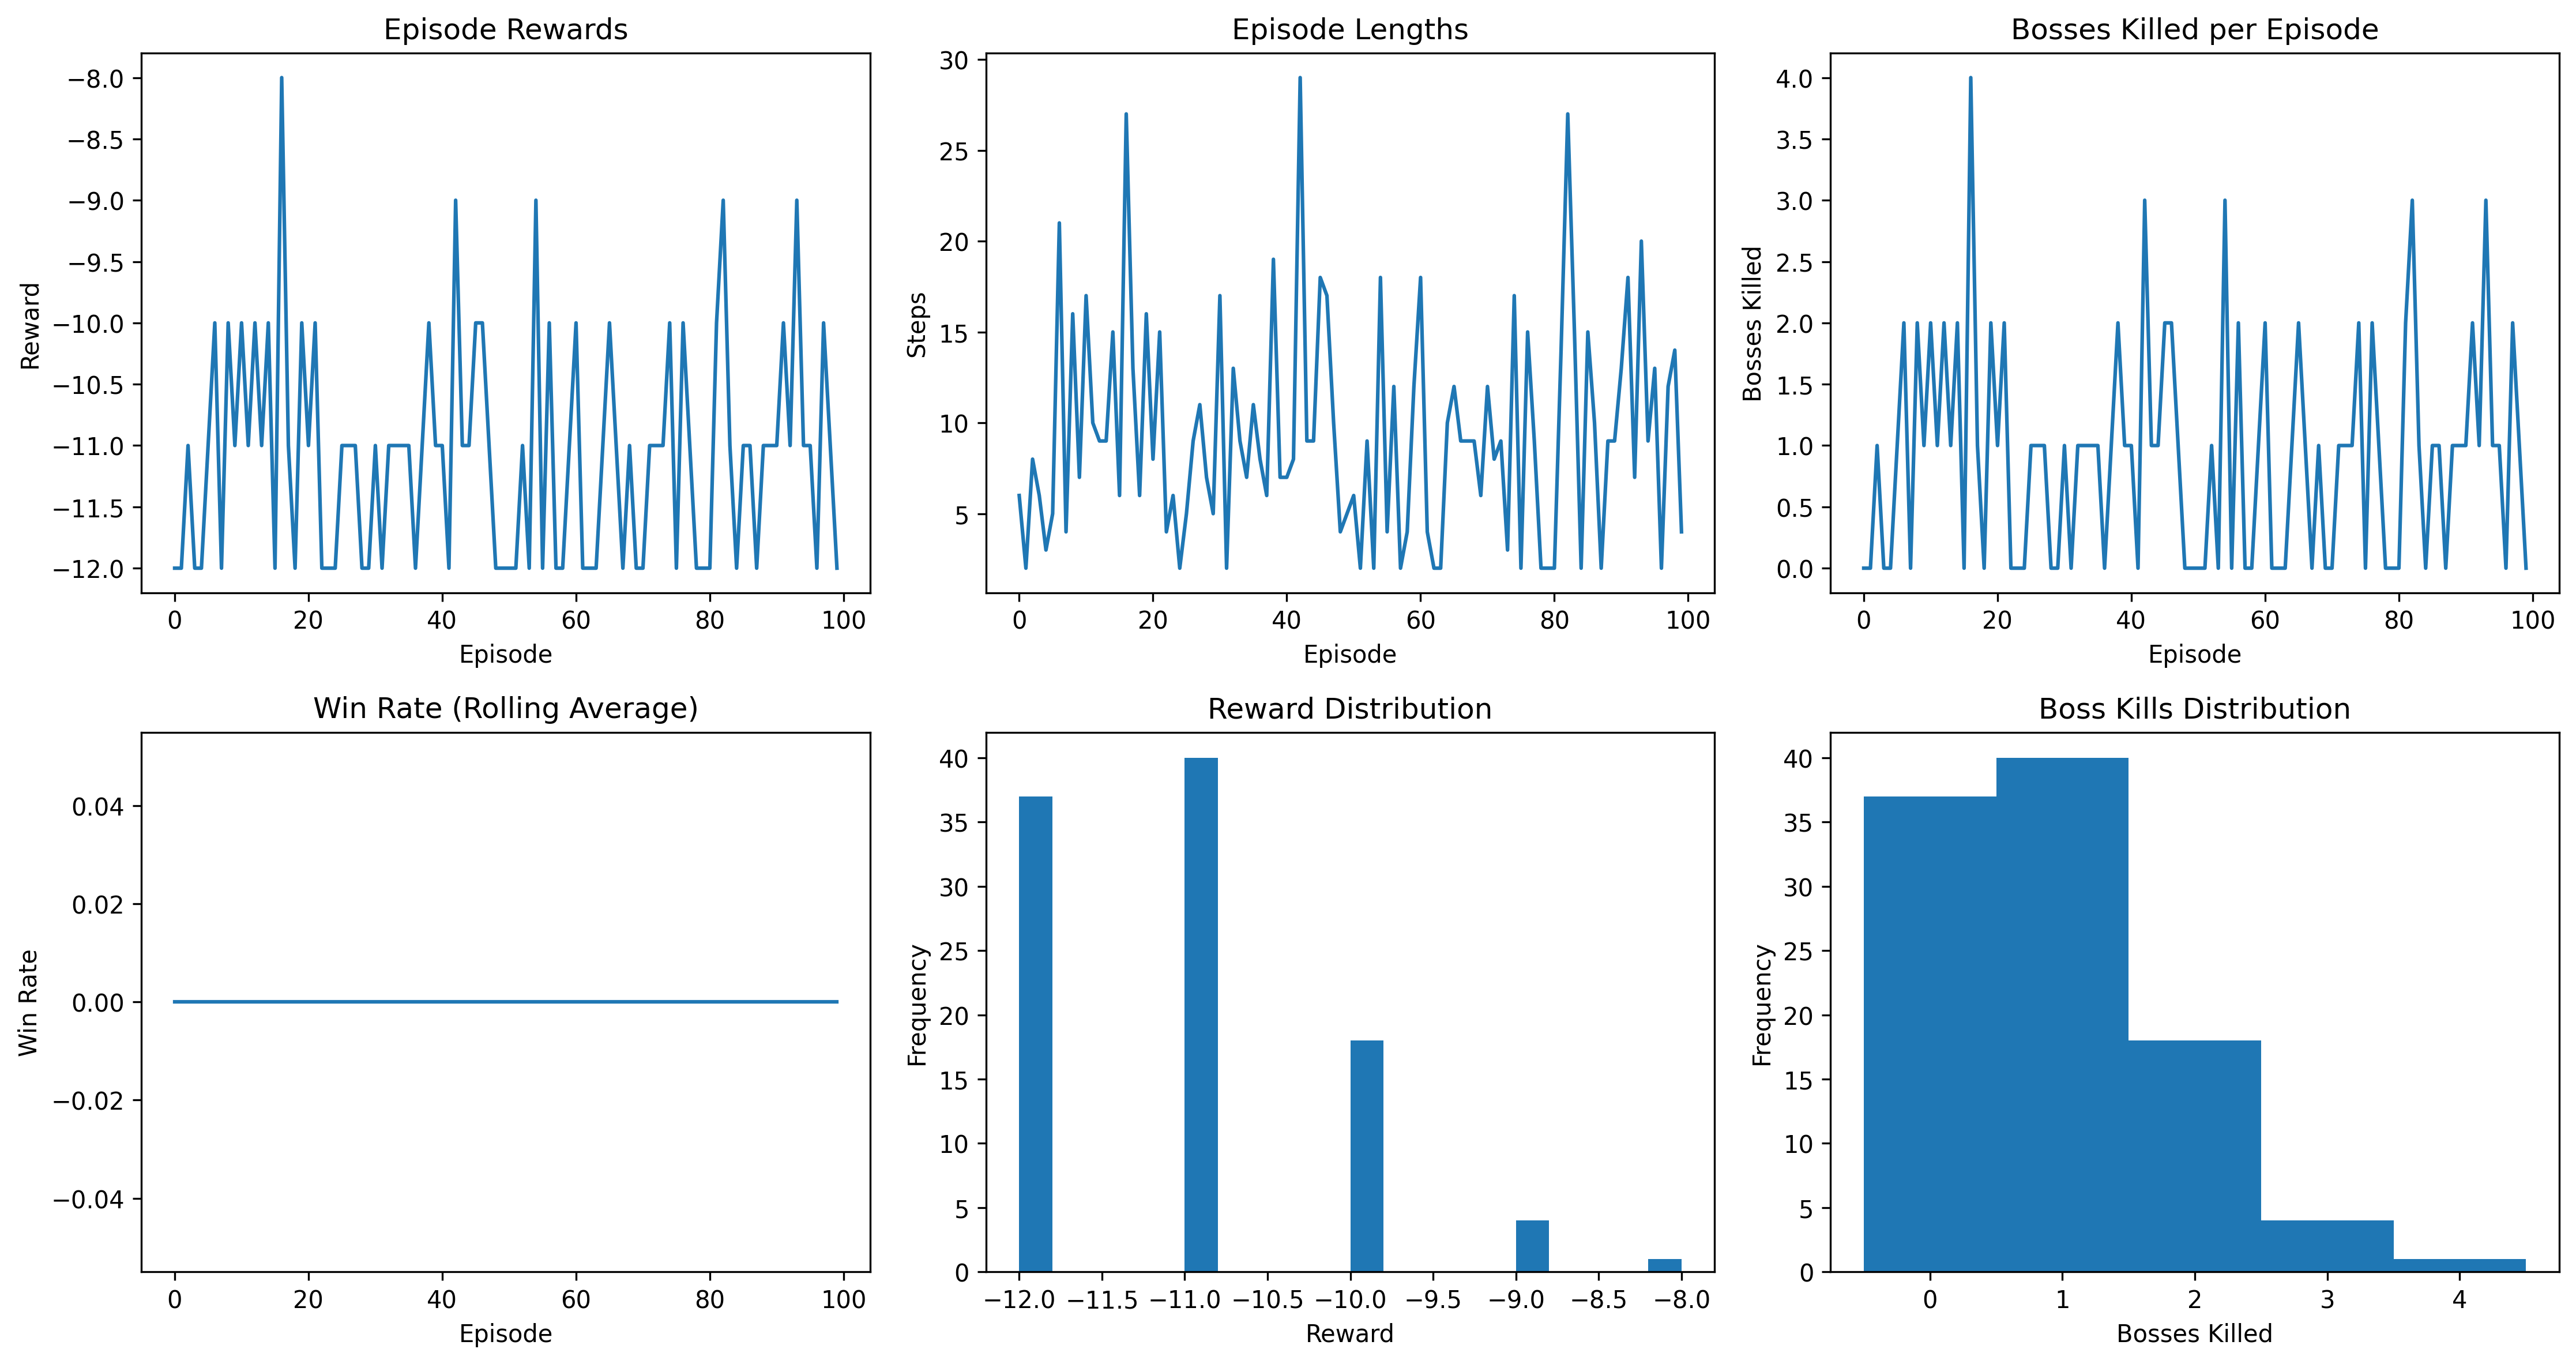 Episode Rewards
−8.0
−8.5
−9.0
−9.5
−10.0
−10.5
−11.0
−11.5
−12.0
Reward
0 20 40 60 80 100
Episode
Episode Lengths
30
25
20
15
10
5
Steps
0 20 40 60 80 100
Episode
Bosses Killed per Episode
4.0
3.5
3.0
2.5
2.0
1.5
1.0
0.5
0.0
Bosses Killed
0 20 40 60 80 100
Episode
Win Rate (Rolling Average)
0.04
0.02
0.00
−0.02
−0.04
Win Rate
0 20 40 60 80 100
Episode
Reward Distribution
40
35
30
25
20
15
10
5
0
Frequency
−12.0 −11.5 −11.0 −10.5 −10.0 −9.5 −9.0 −8.5 −8.0
Reward
Boss Kills Distribution
40
35
30
25
20
15
10
5
0
Frequency
0 1 2 3 4
Bosses Killed